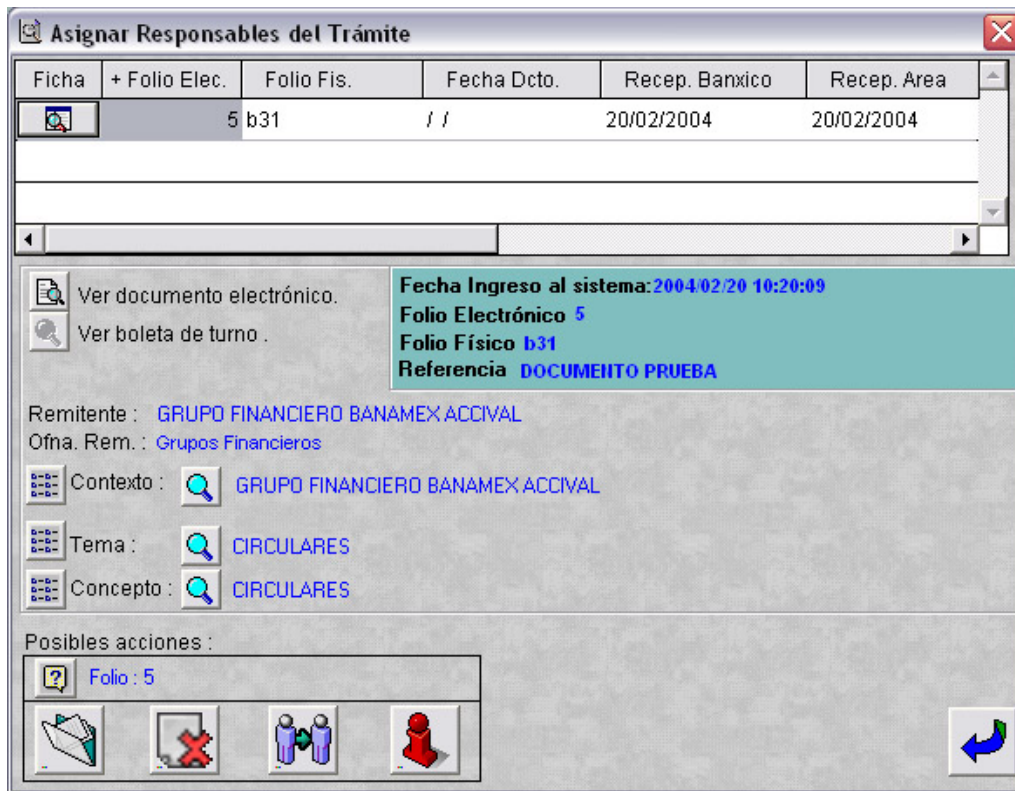 Asignar Responsables del Trámite
Ficha + Folio Elec. Folio Fis. Fecha Dcto. Recep. Banxico Recep. Area
5 b31 / / 20/02/2004 20/02/2004
Ver documento electrónico.
Ver boleta de turno .
Fecha Ingreso al sistema: 2004/02/20 10:20:09
Folio Electrónico 5
Folio Físico b31
Referencia DOCUMENTO PRUEBA
Remitente : GRUPO FINANCIERO BANAMEX ACCIVAL
Ofna. Rem. : Grupos Financieros
Contexto : GRUPO FINANCIERO BANAMEX ACCIVAL
Tema : CIRCULARES
Concepto : CIRCULARES
Posibles acciones :
Folio : 5